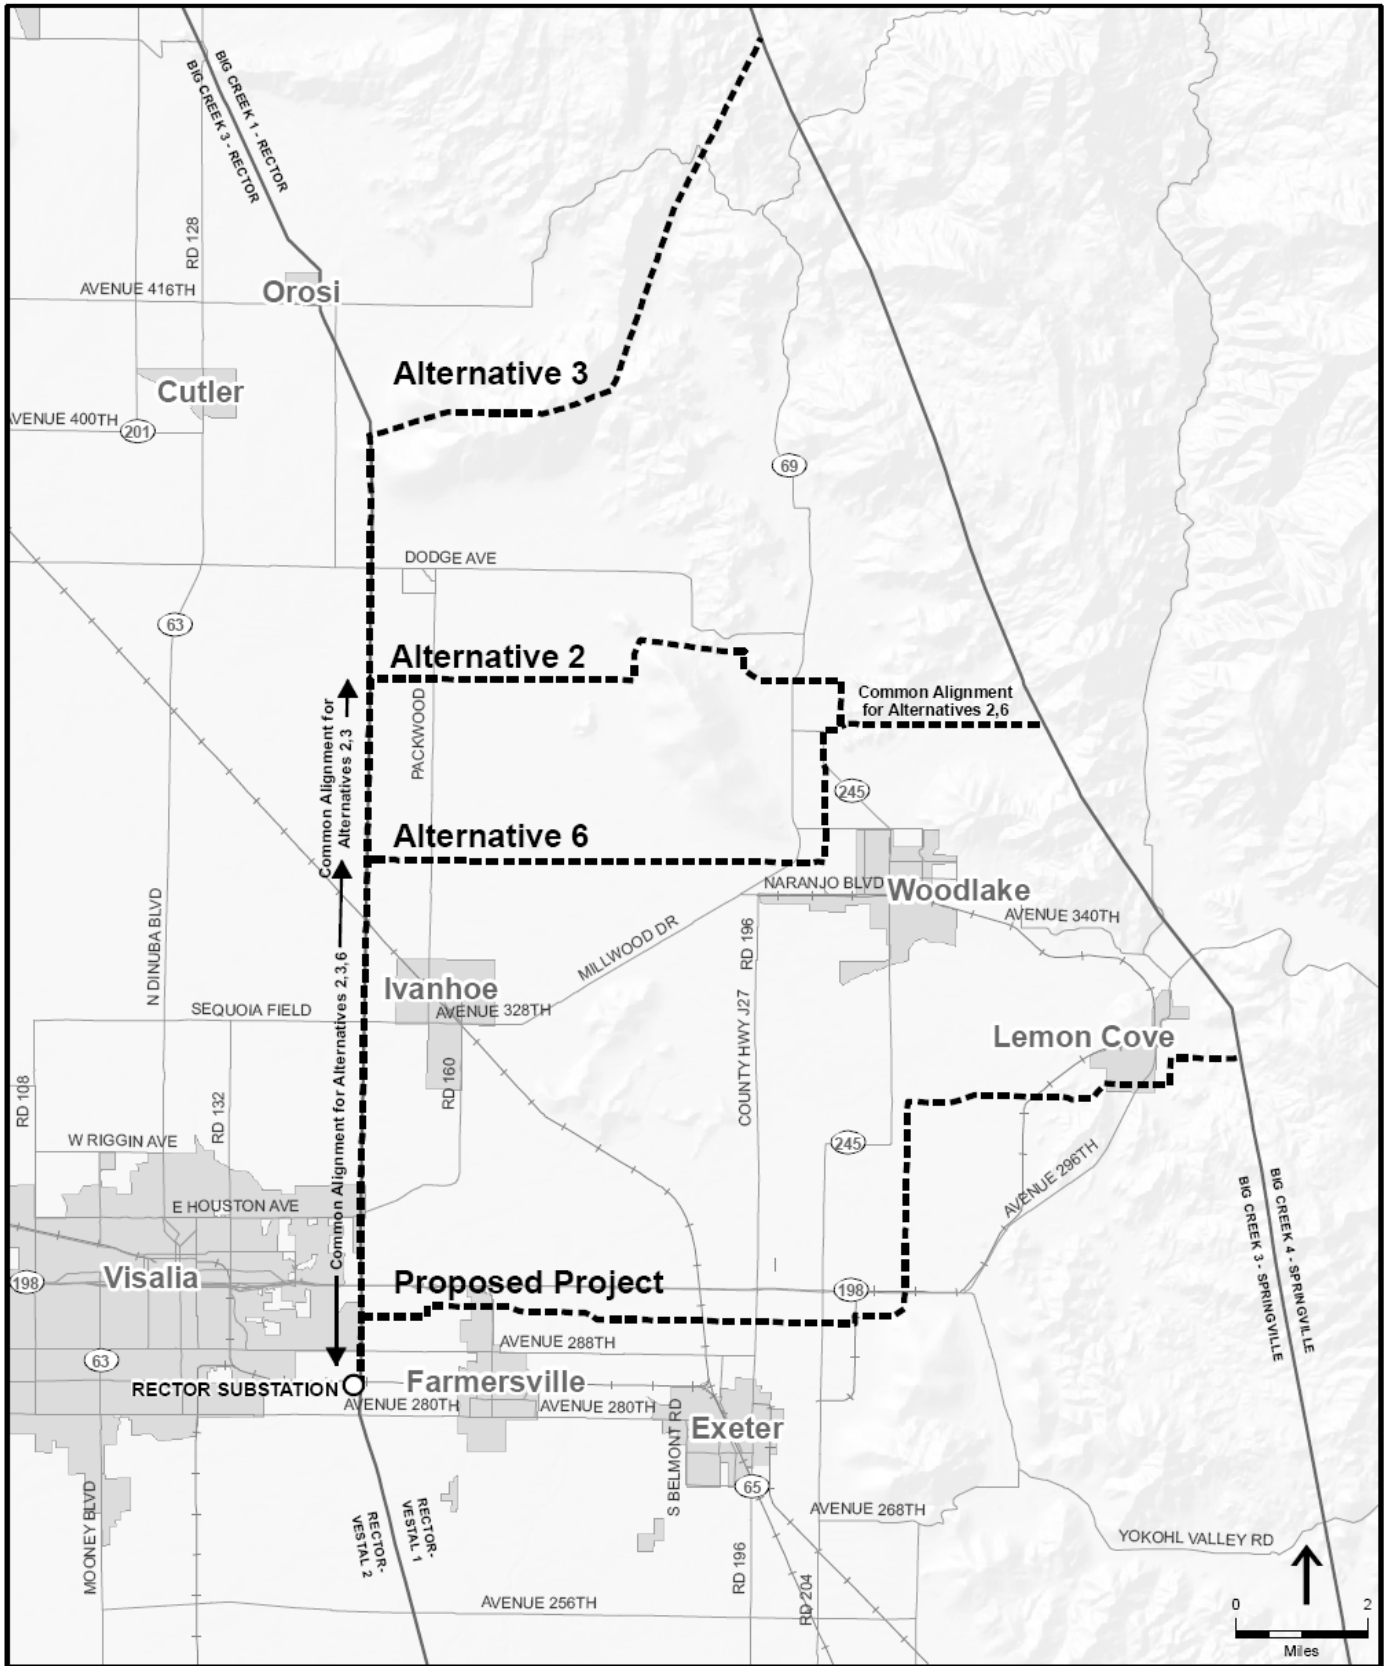 BIG CREEK 1 - RECTOR
BIG CREEK 3 - RECTOR
RD 128
AVENUE 416TH
Orosi
Alternative 3
Cutler
AVENUE 400TH
201
69
DODGE AVE
63
Alternative 2
Common Alignment
for Alternatives 2,6
Common Alignment for
Alternatives 2,3
PACKWOOD
245
Alternative 6
NARANJO BLVD
Woodlake
AVENUE 340TH
N DINUBA BLVD
MILLWOOD DR
RD 196
Ivanhoe
SEQUOIA FIELD
AVENUE 328TH
Common Alignment for Alternatives 2,3,6
COUNTY HWY J27
Lemon Cove
RD 108
RD 132
RD 160
W RIGGIN AVE
245
AVENUE 296TH
E HOUSTON AVE
BIG CREEK 4 - SPRINGVILLE
BIG CREEK 3 - SPRINGVILLE
198
Visalia
Proposed Project
198
AVENUE 288TH
63
RECTOR SUBSTATION
Farmersville
AVENUE 280TH
AVENUE 280TH
S BELMONT RD
Exeter
65
MOONEY BLVD
RECTOR-
VESTAL 1
RECTOR-
VESTAL 2
AVENUE 268TH
YOKOHL VALLEY RD
RD 196
RD 204
AVENUE 256TH
0
2
Miles